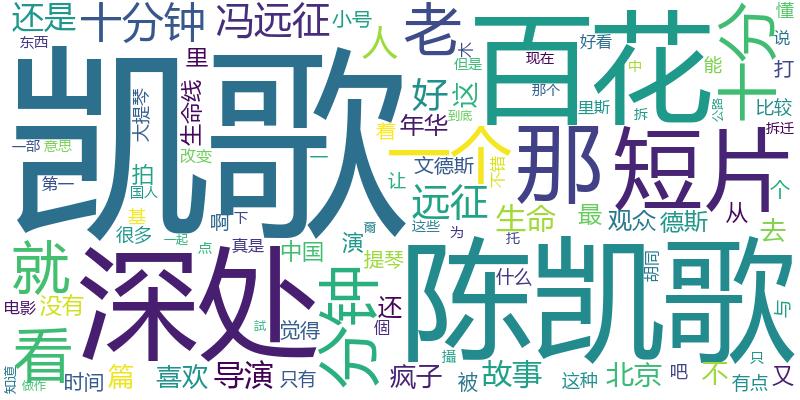 还是 十分钟 冯远征 小号 人 老 百花 十分 懂
东西 里 长 好看 说
但是 现在 能 打
凯歌 生命线 大提琴 好 这 那个 里斯 中 公路 比较
一部 意思 着 年华 到底 拆 拆迁
改变 一 一个 不错 那 短片
第一 拍 国人 让 文德斯 个
基 远征 生命 最 观众 德斯 从 去
很多 啊 下 这些 为
就 深处 一起 点 真是 中国 演 爾 提琴 托 陈凯歌 胡同
什么 与
电影 没有 分钟 还
看 觉得 個 攝 試 只
知道 做作 时间 篇 喜欢 导演 只有 疯子 被 故事 这种 北京 吧 不 有点 又